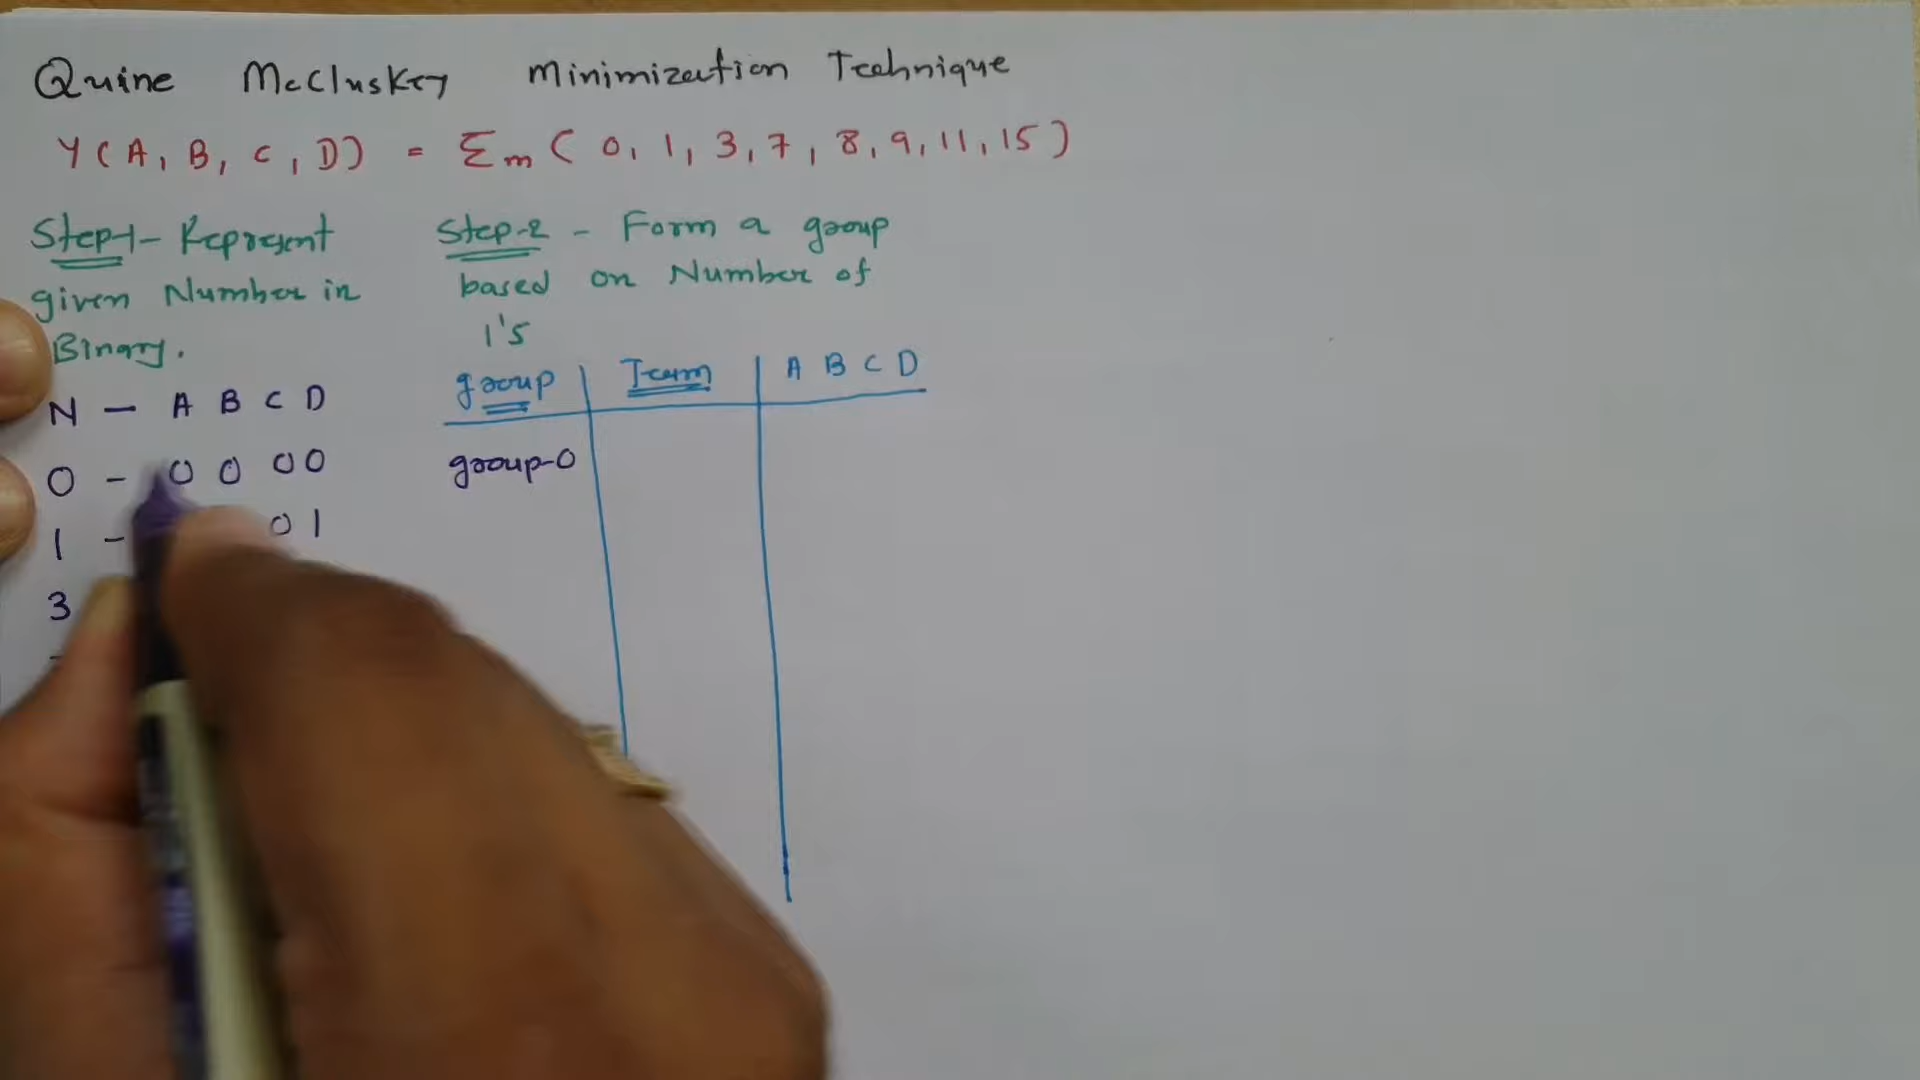 Quine McCluskey Minimization Technique
Y(A, B, C, D) = Σm( 0, 1, 3, 7, 8, 9, 11, 15)
Step-1 - Represent
given Number in
Binary.
N - A B C D
0 - 0 0 0 0
1 - 0 1
3
Step-2 - Form a group
based on Number of
1's
group Term A B C D
group-0